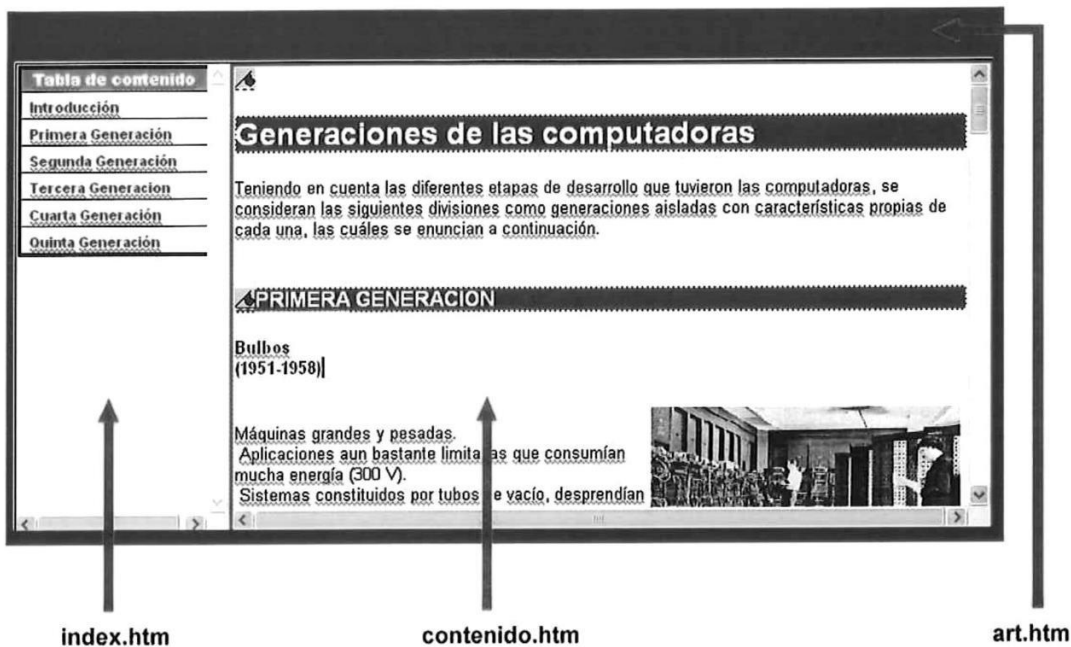 Tabla de contenido
Introducción
Primera Generación
Segunda Generación
Tercera Generacion
Cuarta Generación
Quinta Generación
Generaciones de las computadoras
Teniendo en cuenta las diferentes etapas de desarrollo que tuvieron las computadoras, se
consideran las siguientes divisiones como generaciones aisladas con características propias de
cada una, las cuáles se enuncian a continuación.
PRIMERA GENERACION
Bulbos
(1951-1958)
Máquinas grandes y pesadas.
Aplicaciones aun bastante limita as que consumían
mucha energía (300 V).
Sistemas constituidos por tubos e vacío, desprendían
index.htm
contenido.htm
art.htm